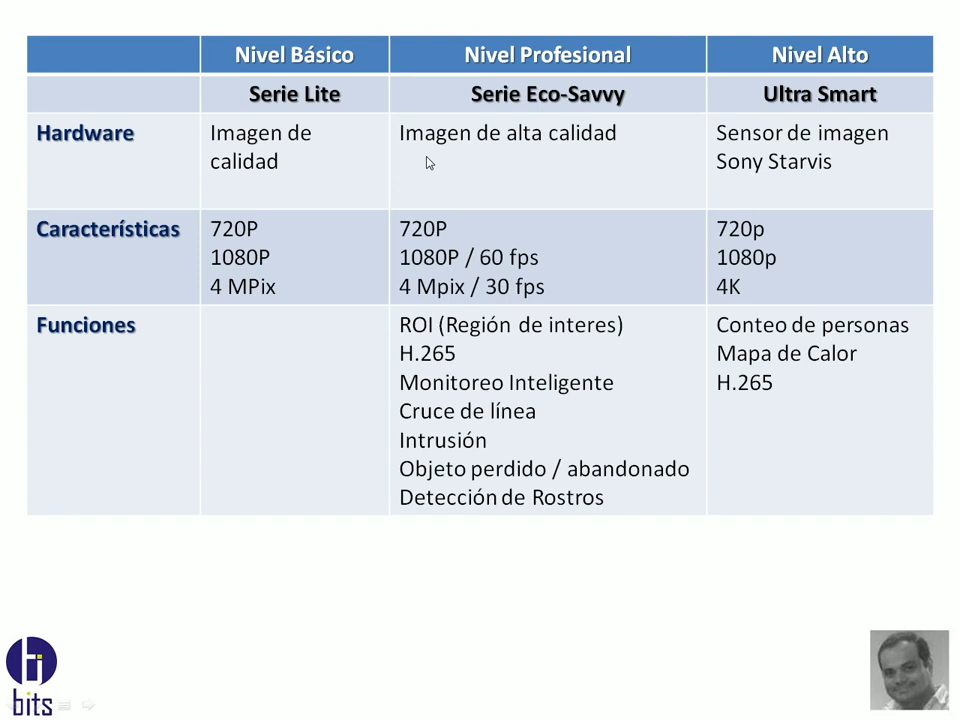 Nivel Básico
Nivel Profesional
Nivel Alto
Serie Lite
Serie Eco-Savvy
Ultra Smart
Hardware
Imagen de
calidad
Imagen de alta calidad
Sensor de imagen
Sony Starvis
Características
720P
1080P
4 MPix
720P
1080P / 60 fps
4 Mpix / 30 fps
720p
1080p
4K
Funciones
ROI (Región de interes)
H.265
Monitoreo Inteligente
Cruce de línea
Intrusión
Objeto perdido / abandonado
Detección de Rostros
Conteo de personas
Mapa de Calor
H.265
bits